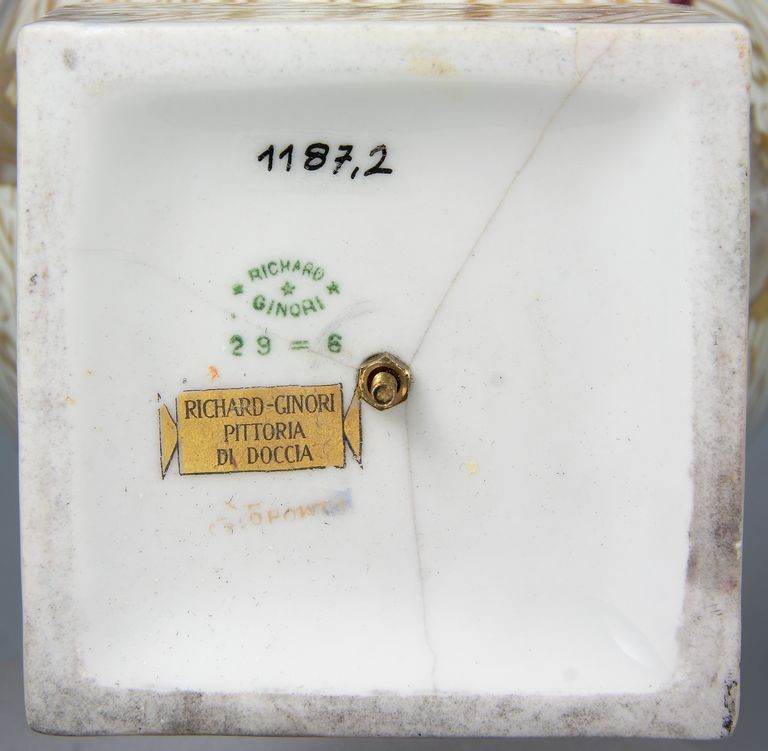 1187,2
RICHARD
GINORI
29 = 6
RICHARD-GINORI
PITTORIA
DI DOCCIA